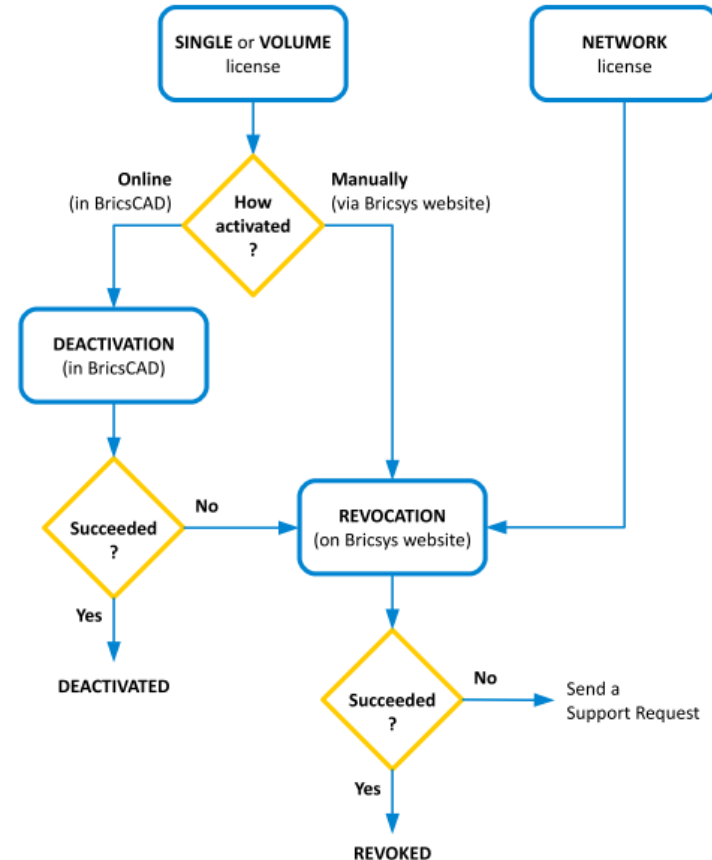 SINGLE or VOLUME
license
NETWORK
license
Online
(in BricsCAD)
How
activated
?
Manually
(via Bricsys website)
DEACTIVATION
(in BricsCAD)
Succeeded
?
No
REVOCATION
(on Bricsys website)
Yes
DEACTIVATED
Succeeded
?
No
Send a
Support Request
Yes
REVOKED